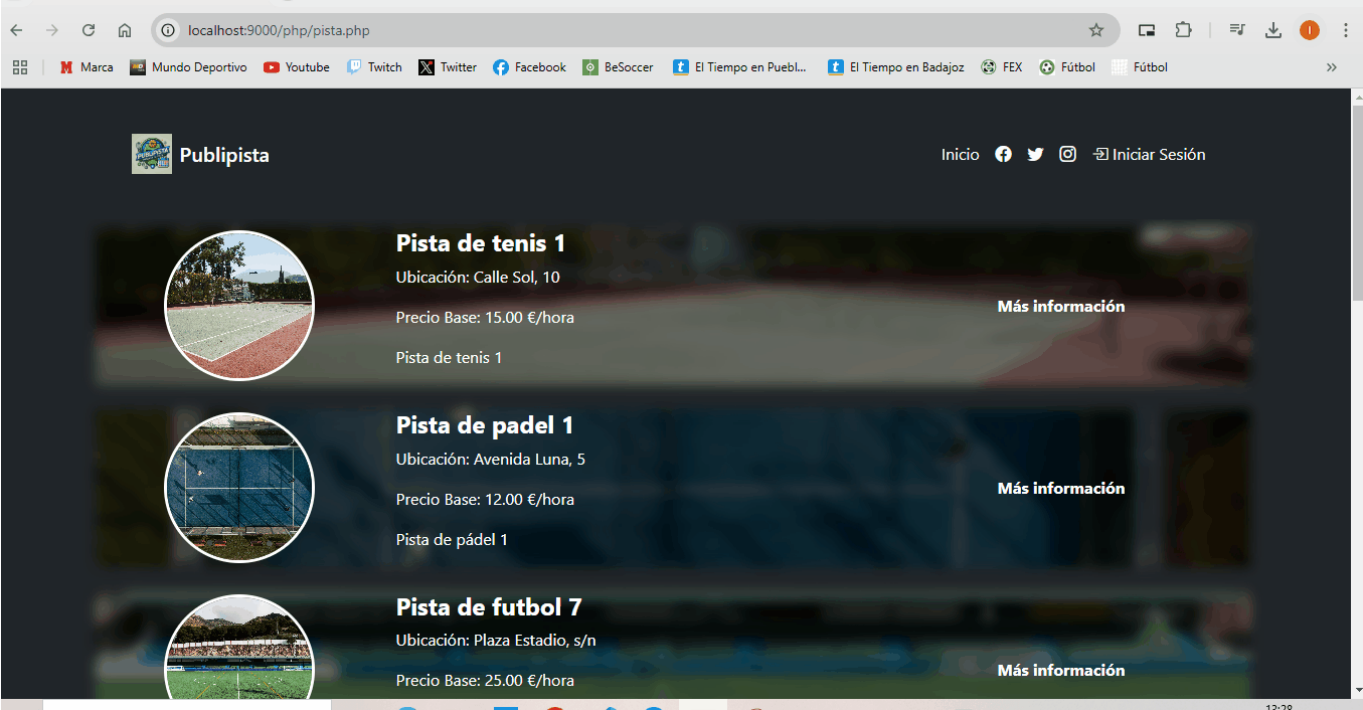 localhost:9000/php/pista.php
Marca Mundo Deportivo Youtube Twitch Twitter Facebook BeSoccer El Tiempo en Puebl... El Tiempo en Badajoz FEX Fútbol Fútbol
Publipista
Inicio Iniciar Sesión
Pista de tenis 1
Ubicación: Calle Sol, 10
Precio Base: 15.00 €/hora
Pista de tenis 1
Más información
Pista de padel 1
Ubicación: Avenida Luna, 5
Precio Base: 12.00 €/hora
Pista de pádel 1
Más información
Pista de futbol 7
Ubicación: Plaza Estadio, s/n
Precio Base: 25.00 €/hora
Más información